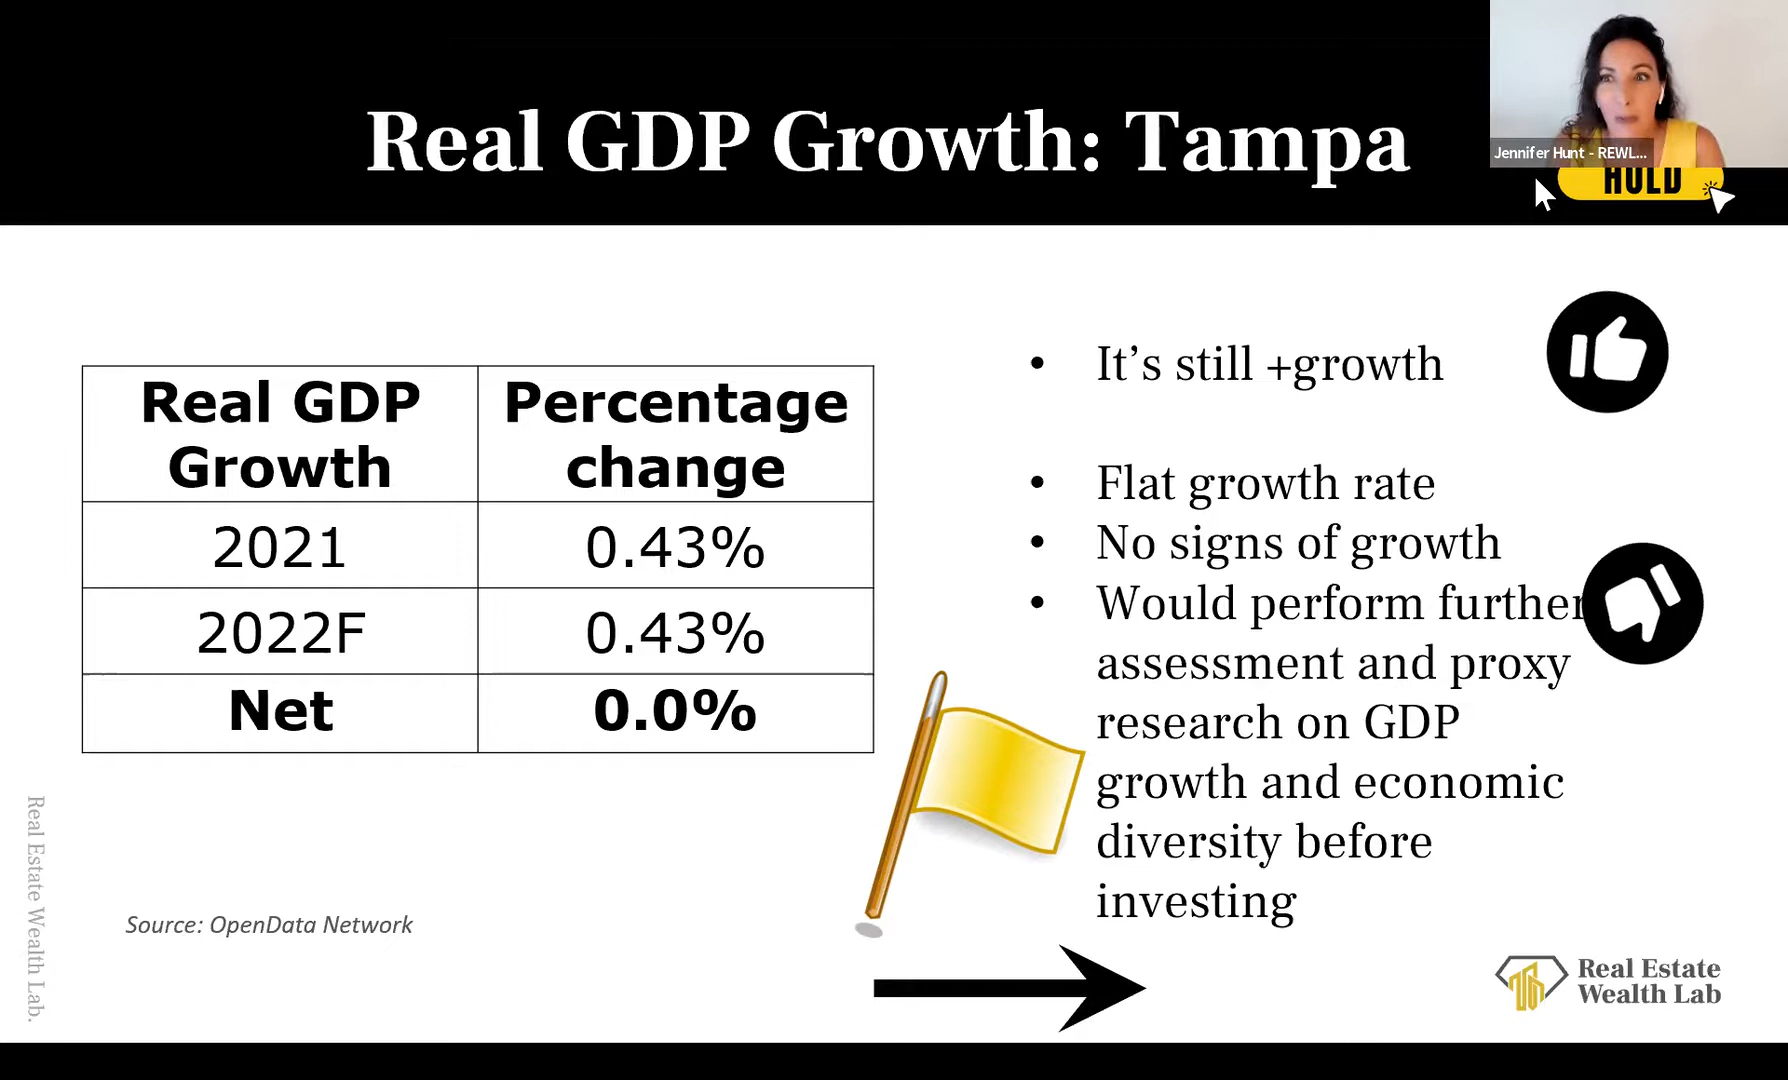 Real GDP Growth: Tampa
Jennifer Hunt - REWL...
HOLD
Real GDP
Growth
Percentage
change
2021
0.43%
2022F
0.43%
Net
0.0%
• It’s still +growth
• Flat growth rate
• No signs of growth
• Would perform further
assessment and proxy
research on GDP
growth and economic
diversity before
investing
Source: OpenData Network
Real Estate Wealth Lab.
Real Estate
Wealth Lab